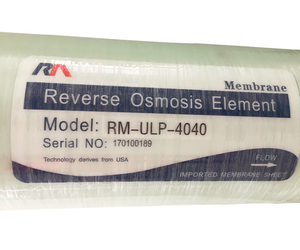 RM
Membrane
Reverse Osmosis Element
Model: RM-ULP-4040
Serial NO: 170100189
Technology derives from USA
FLOW
IMPORTED MEMBRANE SHEET